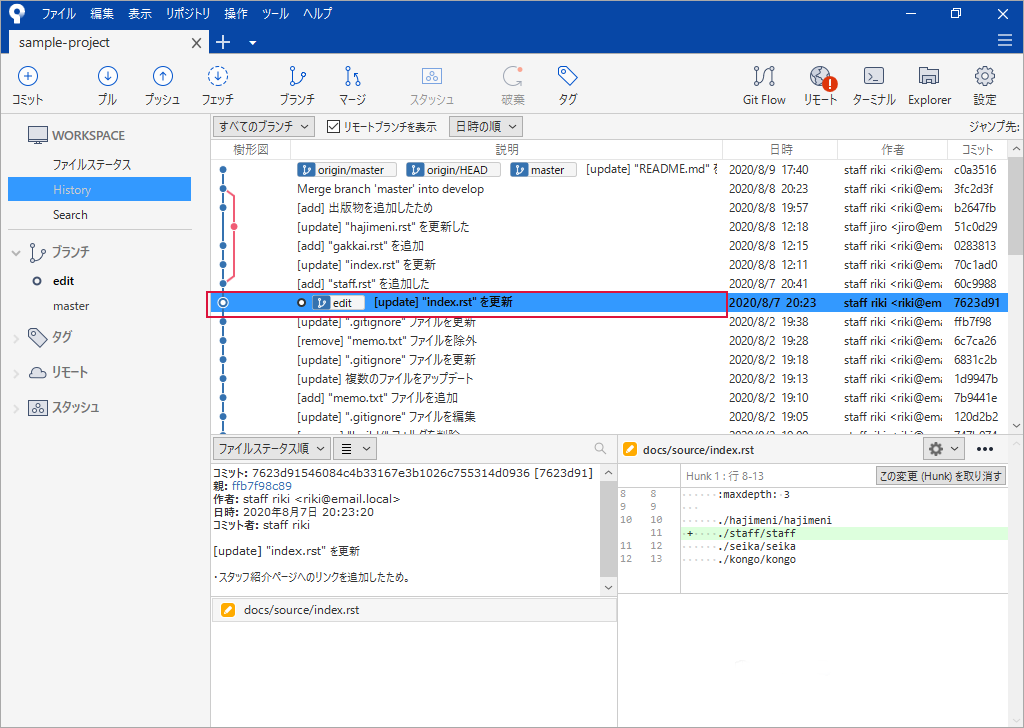 ファイル 編集 表示 リポジトリ 操作 ツール ヘルプ
sample-project
コミット プル プッシュ フェッチ ブランチ マージ スタッシュ 破棄 タグ Git Flow リモート ターミナル Explorer 設定
WORKSPACE
ファイルステータス
History
Search
ブランチ
edit
master
タグ
リモート
スタッシュ
すべてのブランチ リモートブランチを表示 日時の順 ジャンプ先:
樹形図 説明 日時 作者 コミット
origin/master origin/HEAD master [update] "README.md" を 2020/8/9 17:40 staff riki <riki@ema c0a3516
Merge branch 'master' into develop 2020/8/8 20:23 staff riki <riki@ema 3fc2d3f
[add] 出版物を追加したため 2020/8/8 19:57 staff riki <riki@ema b2647fb
[update] "hajimeni.rst" を更新した 2020/8/8 12:18 staff jiro <jiro@em 51c0d29
[add] "gakkai.rst" を追加 2020/8/8 12:15 staff riki <riki@ema 0283813
[update] "index.rst" を更新 2020/8/8 12:11 staff riki <riki@ema 70c1ad0
[add] "staff.rst" を追加した 2020/8/7 20:41 staff riki <riki@ema 60c9988
edit [update] "index.rst" を更新 2020/8/7 20:23 staff riki <riki@em 7623d91
[update] ".gitignore" ファイルを更新 2020/8/2 19:38 staff riki <riki@ema ffb7f98
[remove] "memo.txt" ファイルを除外 2020/8/2 19:28 staff riki <riki@ema 6c7ca26
[update] ".gitignore" ファイルを更新 2020/8/2 19:18 staff riki <riki@ema 6831c2b
[update] 複数のファイルをアップデート 2020/8/2 19:13 staff riki <riki@ema 1d9947b
[add] "memo.txt" ファイルを追加 2020/8/2 19:10 staff riki <riki@ema 7b9441e
[update] ".gitignore" ファイルを編集 2020/8/2 19:05 staff riki <riki@ema 120d2b2
ファイルステータス順
コミット: 7623d91546084c4b33167e3b1026c755314d0936 [7623d91]
親: ffb7f98c89
作者: staff riki <riki@email.local>
日時: 2020年8月7日 20:23:20
コミット者: staff riki
[update] "index.rst" を更新
・スタッフ紹介ページへのリンクを追加したため。
docs/source/index.rst
docs/source/index.rst
Hunk 1 : 行 8-13 この変更 (Hunk) を取り消す
8 8 ······:maxdepth: 3
9 9 ···
10 10 ······./hajimeni/hajimeni
11 + ······./staff/staff
11 12 ······./seika/seika
12 13 ······./kongo/kongo